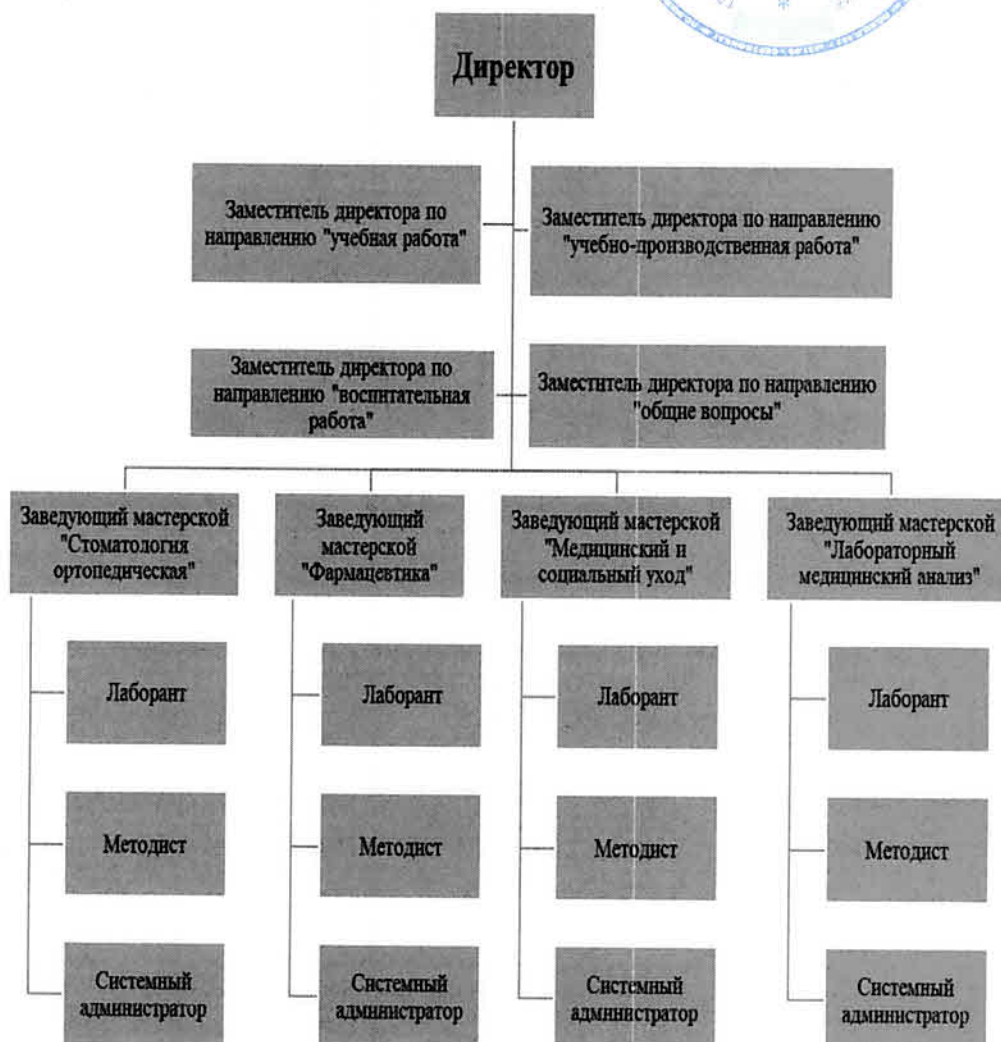 Директор
Заместитель директора по
направлению "учебная работа"
Заместитель директора по направлению
"учебно-производственная работа"
Заместитель директора по
направлению "воспитательная
работа"
Заместитель директора по направлению
"общие вопросы"
Заведующий мастерской
"Стоматология
ортопедическая"
Заведующий
мастерской
"Фармацевтика"
Заведующий мастерской
"Медицинский и
социальный уход"
Заведующий мастерской
"Лабораторный
медицинский анализ"
Лаборант
Лаборант
Лаборант
Лаборант
Методист
Методист
Методист
Методист
Системный
администратор
Системный
администратор
Системный
администратор
Системный
администратор